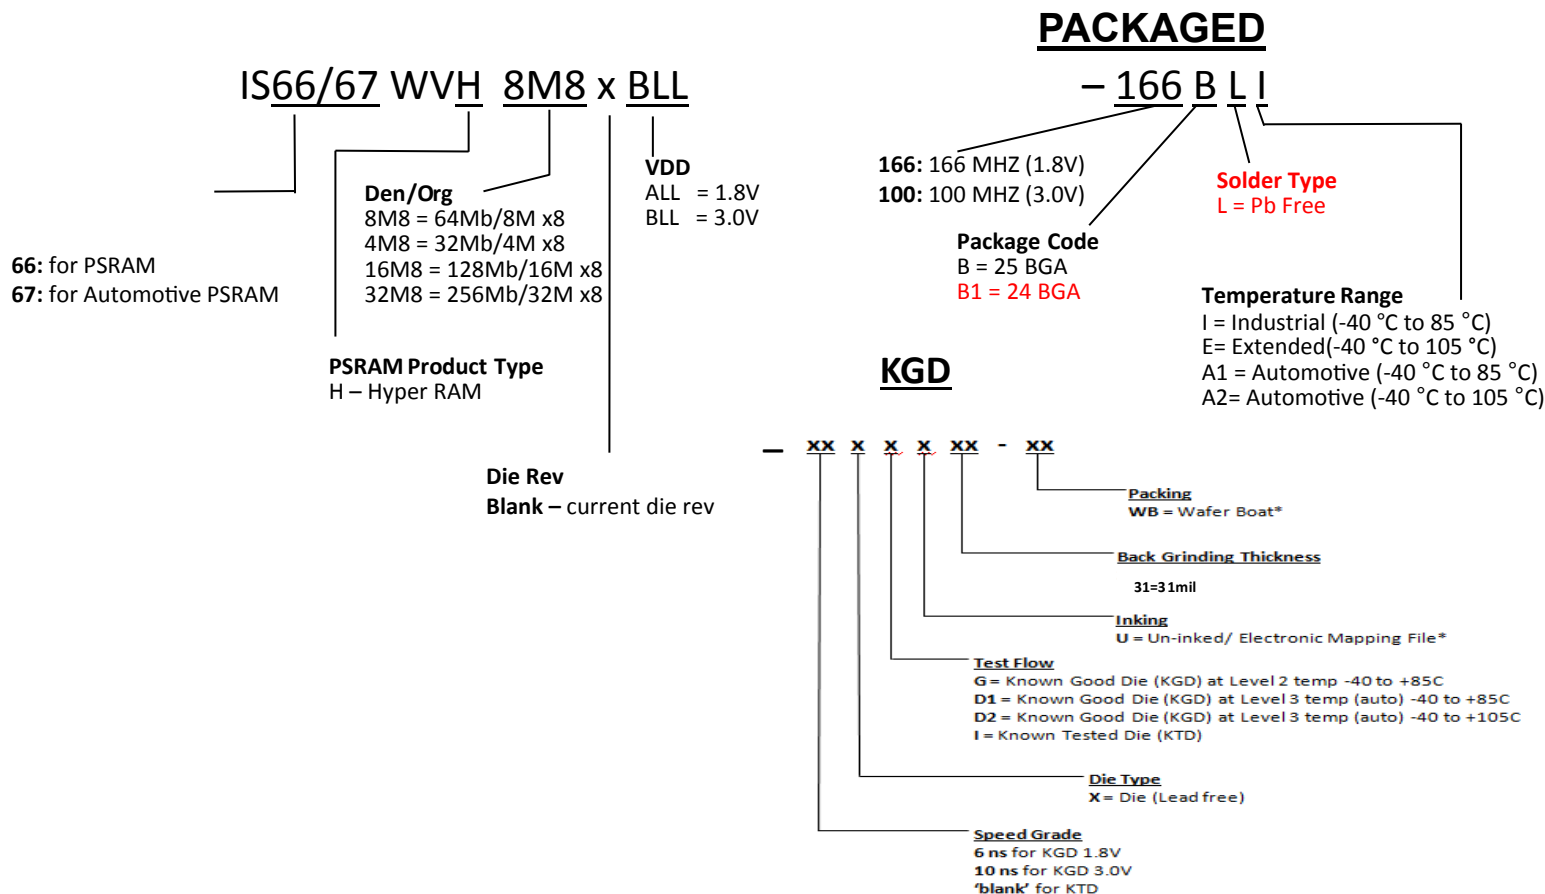 PACKAGED
IS66/67 WVH 8M8 x BLL
– 166 B L I
66: for PSRAM
67: for Automotive PSRAM
PSRAM Product Type
H – Hyper RAM
Den/Org
8M8 = 64Mb/8M x8
4M8 = 32Mb/4M x8
16M8 = 128Mb/16M x8
32M8 = 256Mb/32M x8
Die Rev
Blank – current die rev
VDD
ALL = 1.8V
BLL = 3.0V
166: 166 MHZ (1.8V)
100: 100 MHZ (3.0V)
Package Code
B = 25 BGA
B1 = 24 BGA
Solder Type
L = Pb Free
Temperature Range
I = Industrial (-40 °C to 85 °C)
E= Extended(-40 °C to 105 °C)
A1 = Automotive (-40 °C to 85 °C)
A2= Automotive (-40 °C to 105 °C)
KGD
– xx x x x xx - xx
Packing
WB = Wafer Boat*
Back Grinding Thickness
31=31mil
Inking
U = Un-inked/ Electronic Mapping File*
Test Flow
G = Known Good Die (KGD) at Level 2 temp -40 to +85C
D1 = Known Good Die (KGD) at Level 3 temp (auto) -40 to +85C
D2 = Known Good Die (KGD) at Level 3 temp (auto) -40 to +105C
I = Known Tested Die (KTD)
Die Type
X = Die (Lead free)
Speed Grade
6 ns for KGD 1.8V
10 ns for KGD 3.0V
'blank' for KTD